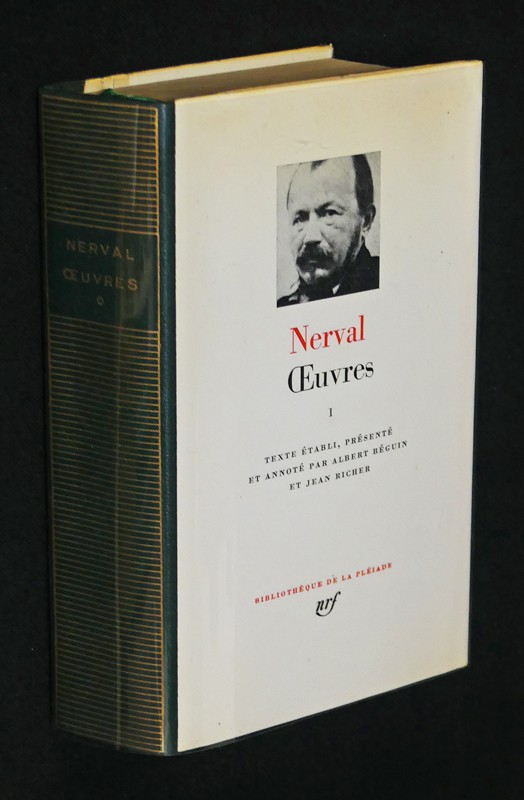 NERVAL
ŒUVRES
Nerval
Œuvres
I
TEXTE ÉTABLI, PRÉSENTÉ
ET ANNOTÉ PAR ALBERT BÉGUIN
ET JEAN RICHER
BIBLIOTHÈQUE DE LA PLÉIADE
nrf